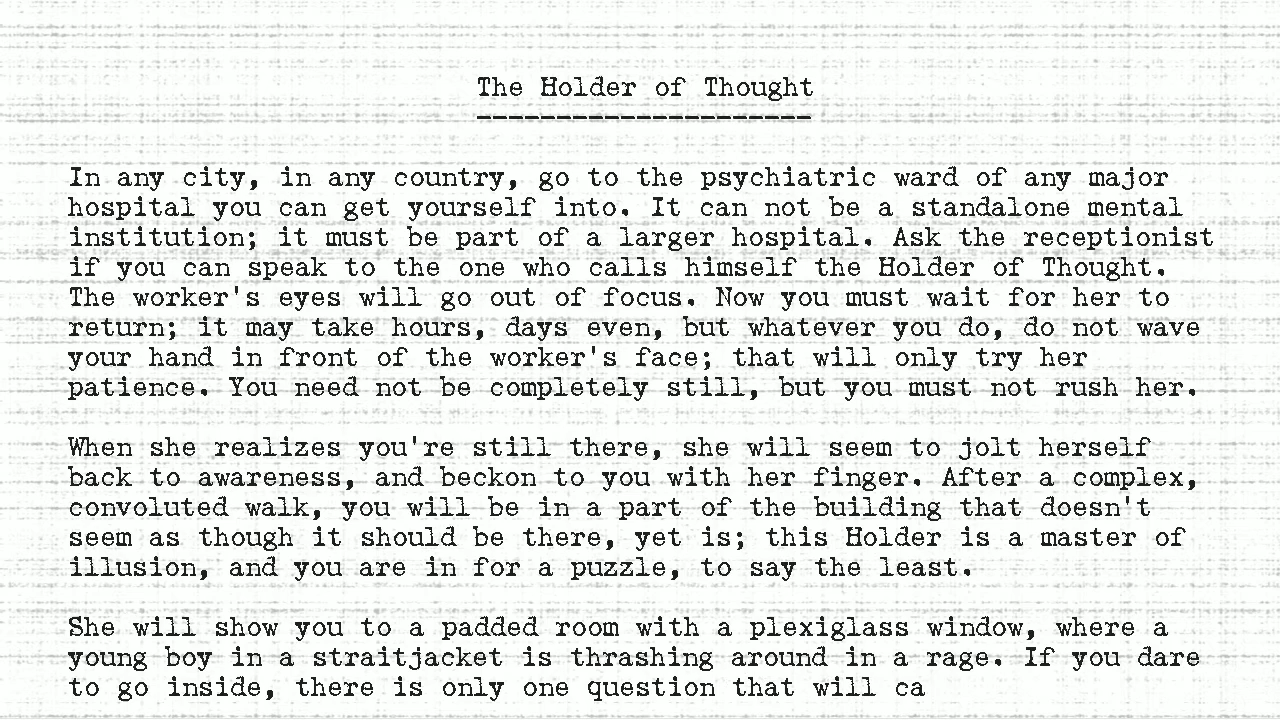 The Holder of Thought
---------------------
In any city, in any country, go to the psychiatric ward of any major
hospital you can get yourself into. It can not be a standalone mental
institution; it must be part of a larger hospital. Ask the receptionist
if you can speak to the one who calls himself the Holder of Thought.
The worker's eyes will go out of focus. Now you must wait for her to
return; it may take hours, days even, but whatever you do, do not wave
your hand in front of the worker's face; that will only try her
patience. You need not be completely still, but you must not rush her.
When she realizes you're still there, she will seem to jolt herself
back to awareness, and beckon to you with her finger. After a complex,
convoluted walk, you will be in a part of the building that doesn't
seem as though it should be there, yet is; this Holder is a master of
illusion, and you are in for a puzzle, to say the least.
She will show you to a padded room with a plexiglass window, where a
young boy in a straitjacket is thrashing around in a rage. If you dare
to go inside, there is only one question that will ca